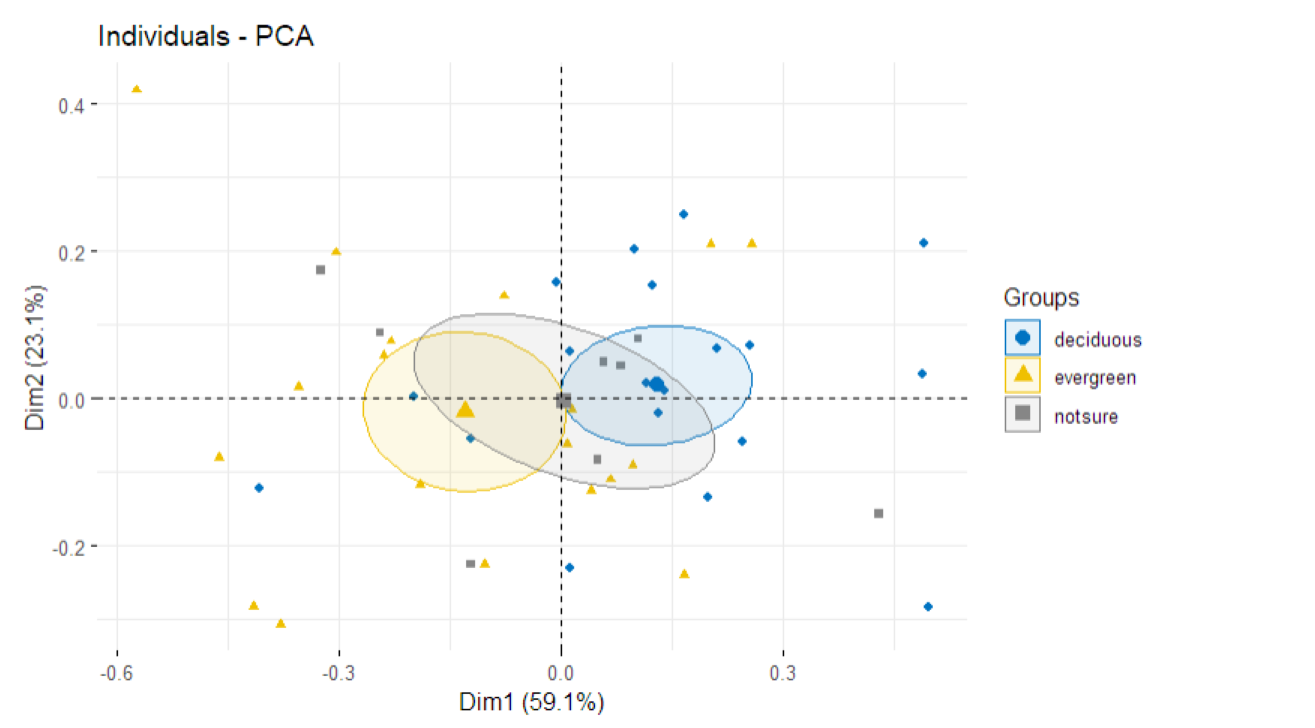 Individuals - PCA
0.4
0.2
0.0
-0.2
Dim2 (23.1%)
-0.6
-0.3
0.0
0.3
Dim1 (59.1%)
Groups
deciduous
evergreen
notsure